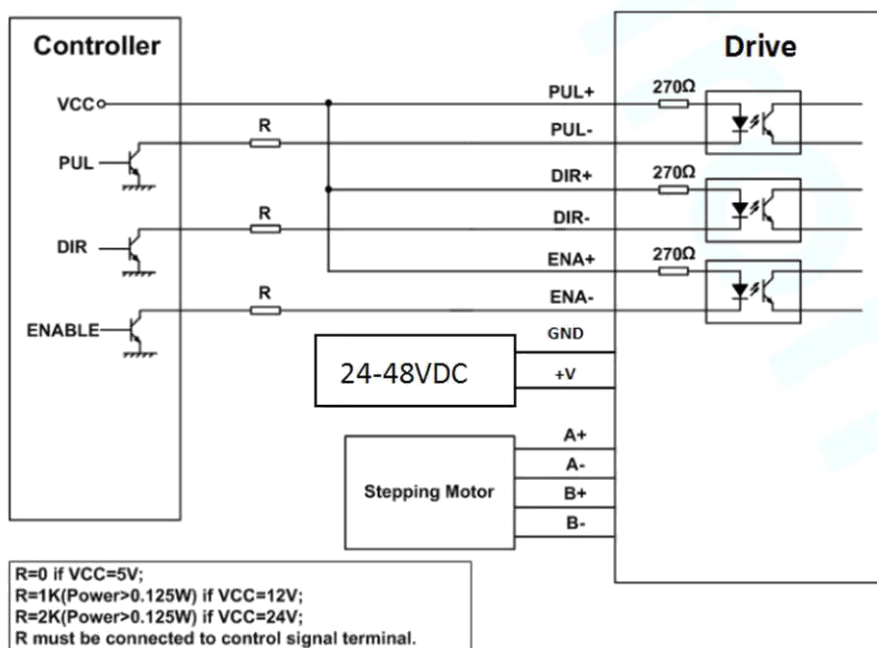 Controller
Drive
VCC
PUL+
270Ω
R
PUL-
PUL
DIR+
270Ω
R
DIR-
DIR
ENA+
270Ω
R
ENA-
ENABLE
GND
24-48VDC
+V
A+
A-
Stepping Motor
B+
B-
R=0 if VCC=5V;
R=1K(Power>0.125W) if VCC=12V;
R=2K(Power>0.125W) if VCC=24V;
R must be connected to control signal terminal.